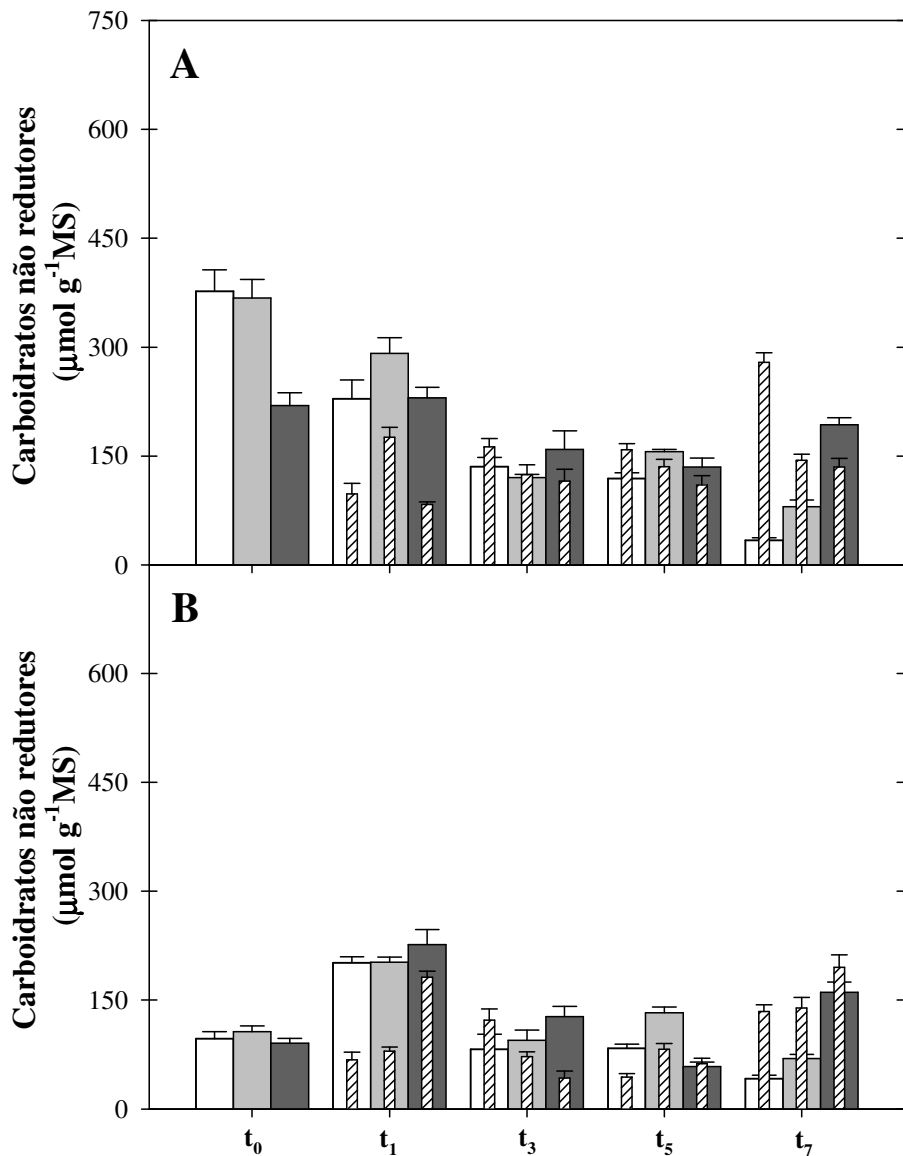 A
Carboidratos não redutores
(μmol g⁻¹MS)
750
600
450
300
150
0
B
Carboidratos não redutores
(μmol g⁻¹MS)
600
450
300
150
0
t₀ t₁ t₃ t₅ t₇